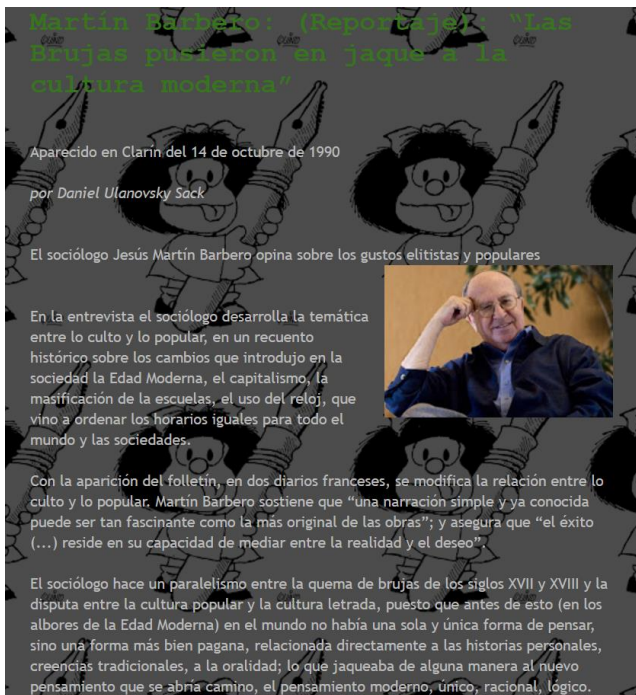 Martín Barbero: (Reportaje): “Las
Brujas pusieron en jaque a la
cultura moderna”
Aparecido en Clarín del 14 de octubre de 1990
por Daniel Ulanovsky Sack
El sociólogo Jesús Martín Barbero opina sobre los gustos elitistas y populares
En la entrevista el sociólogo desarrolla la temática
entre lo culto y lo popular, en un recuento
histórico sobre los cambios que introdujo en la
sociedad la Edad Moderna, el capitalismo, la
masificación de la escuelas, el uso del reloj, que
vino a ordenar los horarios iguales para todo el
mundo y las sociedades.
Con la aparición del folletín, en dos diarios franceses, se modifica la relación entre lo
culto y lo popular. Martín Barbero sostiene que “una narración simple y ya conocida
puede ser tan fascinante como la más original de las obras”; y asegura que “el éxito
(...) reside en su capacidad de mediar entre la realidad y el deseo”.
El sociólogo hace un paralelismo entre la quema de brujas de los siglos XVII y XVIII y la
disputa entre la cultura popular y la cultura letrada, puesto que antes de esto (en los
albores de la Edad Moderna) en el mundo no había una sola y única forma de pensar,
sino una forma más bien pagana, relacionada directamente a las historias personales,
creencias tradicionales, a la oralidad; lo que jaqueaba de alguna manera al nuevo
pensamiento que se abría camino, el pensamiento moderno, único, racional, lógico.